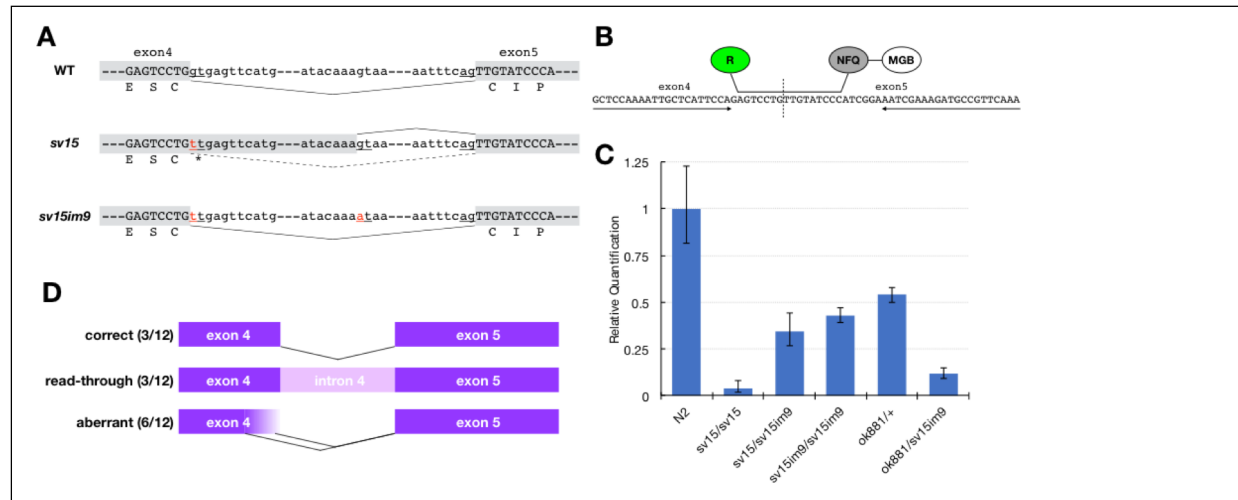 A
exon4 exon5
WT ---GAGTCCTGgtgagttcatg---atacaaagtaa---aatttcagTTGTATCCCA---
E S C C I P
sv15 ---GAGTCCTGttgagttcatg---atacaaagtaa---aatttcagTTGTATCCCA---
E S C *
sv15im9 ---GAGTCCTGttgagttcatg---atacaaaataa---aatttcagTTGTATCCCA---
E S C C I P
B
R NFQ MGB
exon4 exon5
GCTCCAAAATTGCTCATTCCAGAGTCCTGTTGTATCCCATCGGAAATCGAAAGATGCCGTTCAAA
C
1.25
1
0.75
0.5
0.25
0
Relative Quantification
N2
sv15/sv15
sv15/sv15im9
sv15im9/sv15im9
ok881/+
ok881/sv15im9
D
correct (3/12) exon 4 exon 5
read-through (3/12) exon 4 intron 4 exon 5
aberrant (6/12) exon 4 exon 5